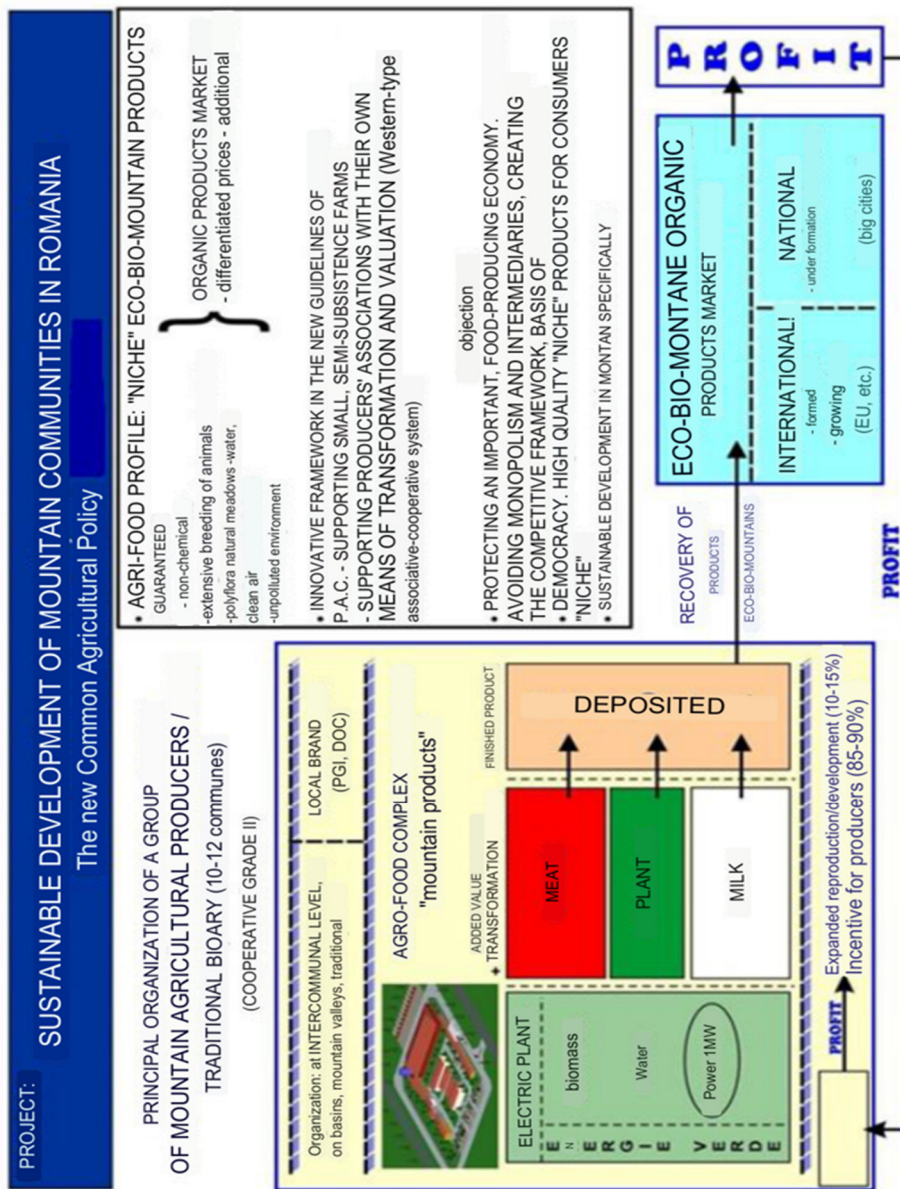 PROJECT:
SUSTAINABLE DEVELOPMENT OF MOUNTAIN COMMUNITIES IN ROMANIA
The new Common Agricultural Policy
PRINCIPAL ORGANIZATION OF A GROUP
OF MOUNTAIN AGRICULTURAL PRODUCERS /
TRADITIONAL BIOARY (10-12 communes)
(COOPERATIVE GRADE II)
Organization: at INTERCOMMUNAL LEVEL,
on basins, mountain valleys, traditional
LOCAL BRAND
(PGI, DOC)
AGRO-FOOD COMPLEX
"mountain products"
ADDED VALUE
+ TRANSFORMATION
FINISHED PRODUCT
ELECTRIC PLANT
ENERGIE
VERDE
biomass
Water
Power 1MW
MEAT
PLANT
MILK
DEPOSITED
PROFIT
Expanded reproduction/development (10-15%)
Incentive for producers (85-90%)
• AGRI-FOOD PROFILE: "NICHE" ECO-BIO-MOUNTAIN PRODUCTS
GUARANTEED
- non-chemical
-extensive breeding of animals
-polyflora natural meadows -water,
clean air
-unpolluted environment
ORGANIC PRODUCTS MARKET
- differentiated prices - additional
• INNOVATIVE FRAMEWORK IN THE NEW GUIDELINES OF
P.A.C. - SUPPORTING SMALL, SEMI-SUBSISTENCE FARMS
- SUPPORTING PRODUCERS' ASSOCIATIONS WITH THEIR OWN
MEANS OF TRANSFORMATION AND VALUATION (Western-type
associative-cooperative system)
objection
• PROTECTING AN IMPORTANT, FOOD-PRODUCING ECONOMY.
AVOIDING MONOPOLISM AND INTERMEDIARIES, CREATING
THE COMPETITIVE FRAMEWORK, BASIS OF
• DEMOCRACY. HIGH QUALITY "NICHE" PRODUCTS FOR CONSUMERS
"NICHE"
• SUSTAINABLE DEVELOPMENT IN MONTAN SPECIFICALLY
RECOVERY OF
PRODUCTS
ECO-BIO-MOUNTAINS
ECO-BIO-MONTANE ORGANIC
PRODUCTS MARKET
INTERNATIONAL!
- formed
- growing
(EU, etc.)
NATIONAL
- under formation
(big cities)
PROFIT
PROFIT